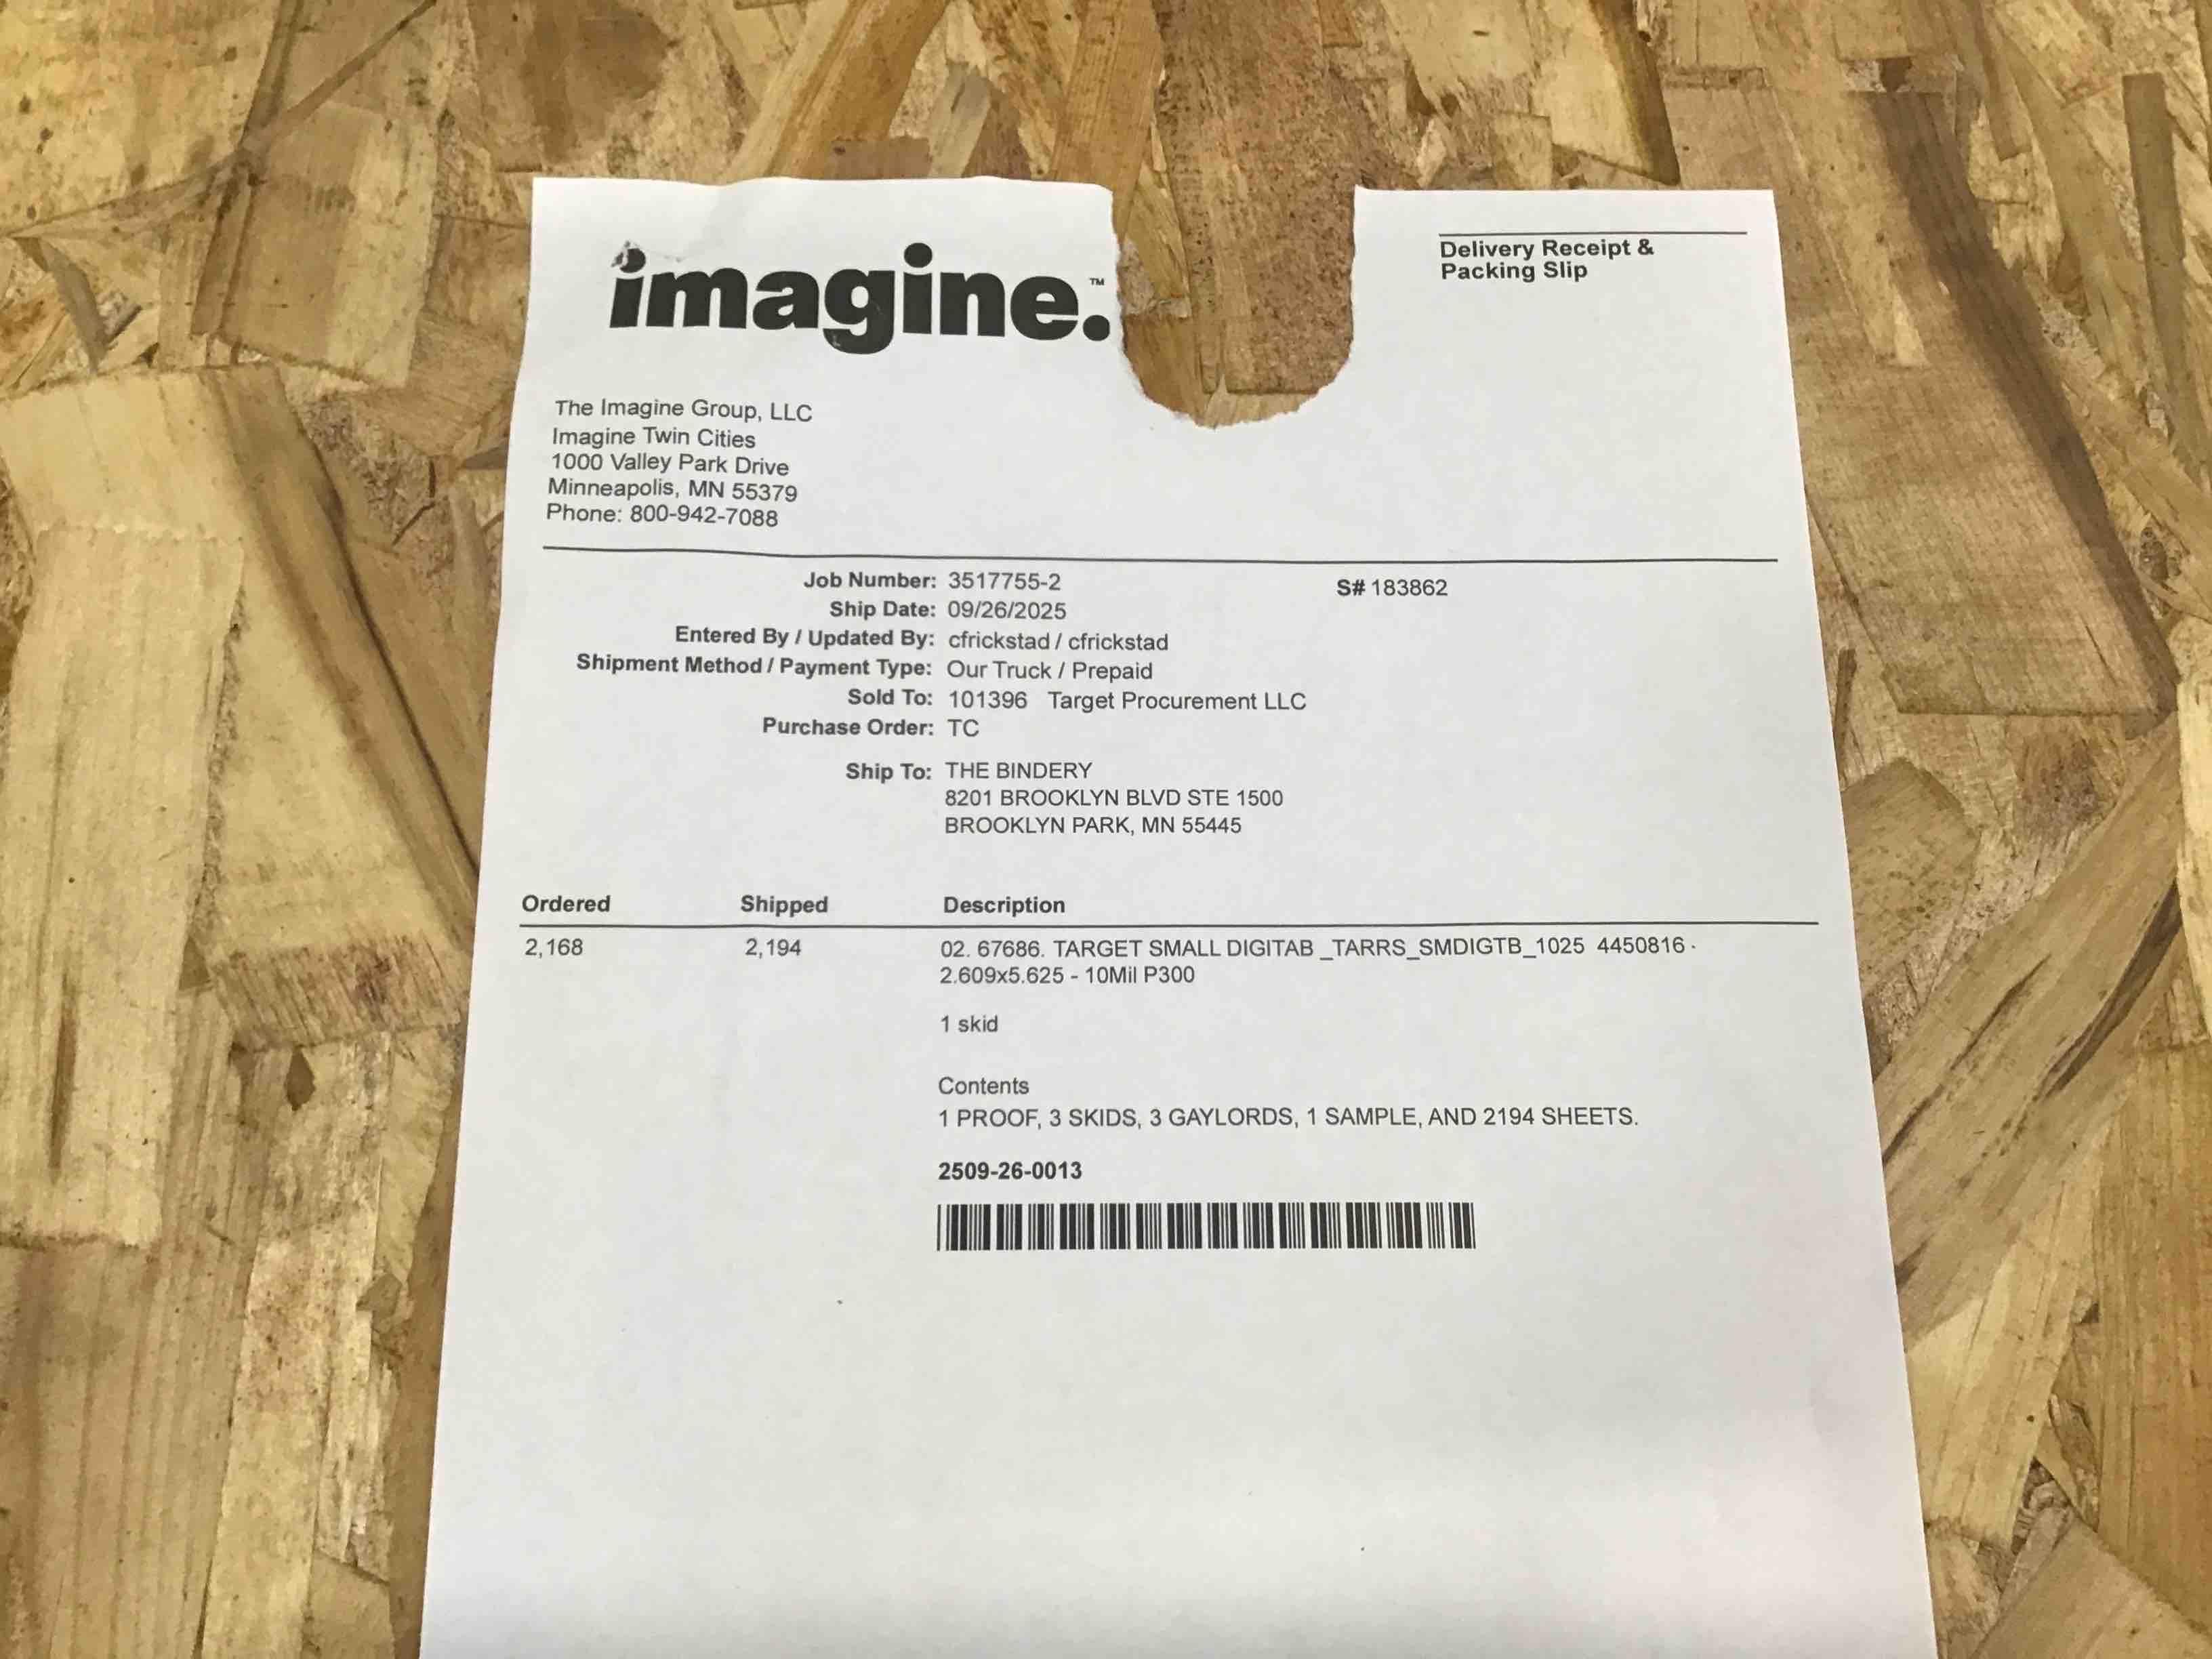 imagine.™
Delivery Receipt &
Packing Slip
The Imagine Group, LLC
Imagine Twin Cities
1000 Valley Park Drive
Minneapolis, MN 55379
Phone: 800-942-7088
Job Number: 3517755-2 S# 183862
Ship Date: 09/26/2025
Entered By / Updated By: cfrickstad / cfrickstad
Shipment Method / Payment Type: Our Truck / Prepaid
Sold To: 101396 Target Procurement LLC
Purchase Order: TC
Ship To: THE BINDERY
8201 BROOKLYN BLVD STE 1500
BROOKLYN PARK, MN 55445
Ordered Shipped Description
2,168 2,194 02. 67686. TARGET SMALL DIGITAB _TARRS_SMDIGTB_1025 4450816 -
2.609x5.625 - 10Mil P300
1 skid
Contents
1 PROOF, 3 SKIDS, 3 GAYLORDS, 1 SAMPLE, AND 2194 SHEETS.
2509-26-0013